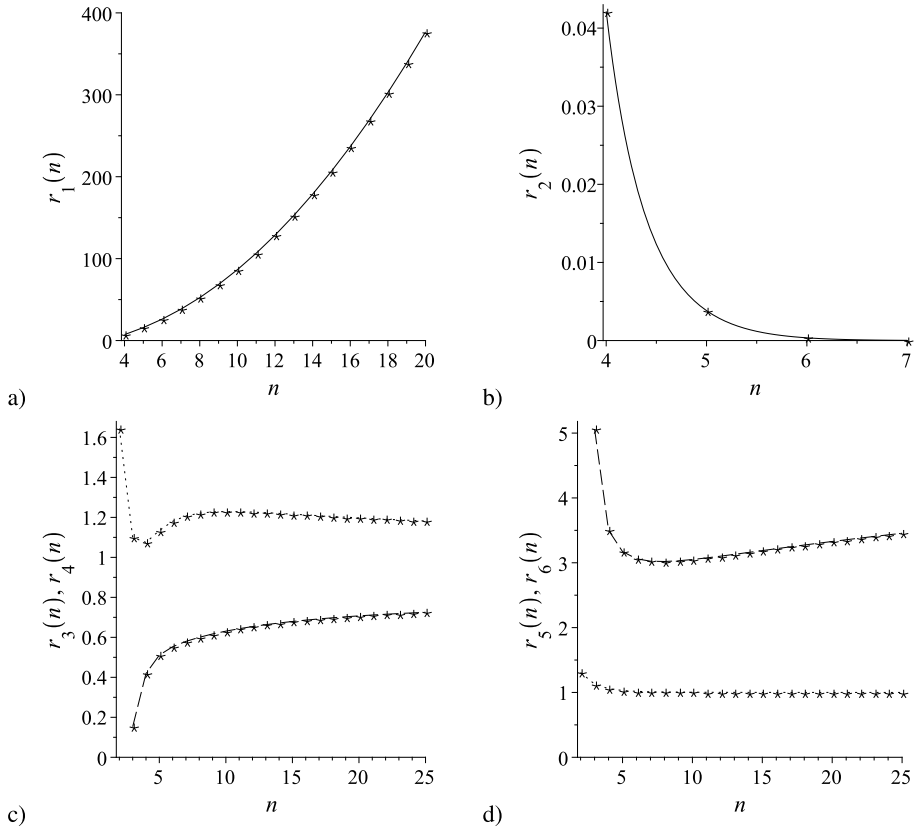 400
300
200
100
0
4 6 8 10 12 14 16 18 20
r₁(n)
n
a)
0.04
0.03
0.02
0.01
0
4 5 6 7
r₂(n)
n
b)
1.6
1.4
1.2
1
0.8
0.6
0.4
0.2
0
5 10 15 20 25
r₃(n), r₄(n)
n
c)
5
4
3
2
1
0
5 10 15 20 25
r₅(n), r₆(n)
n
d)